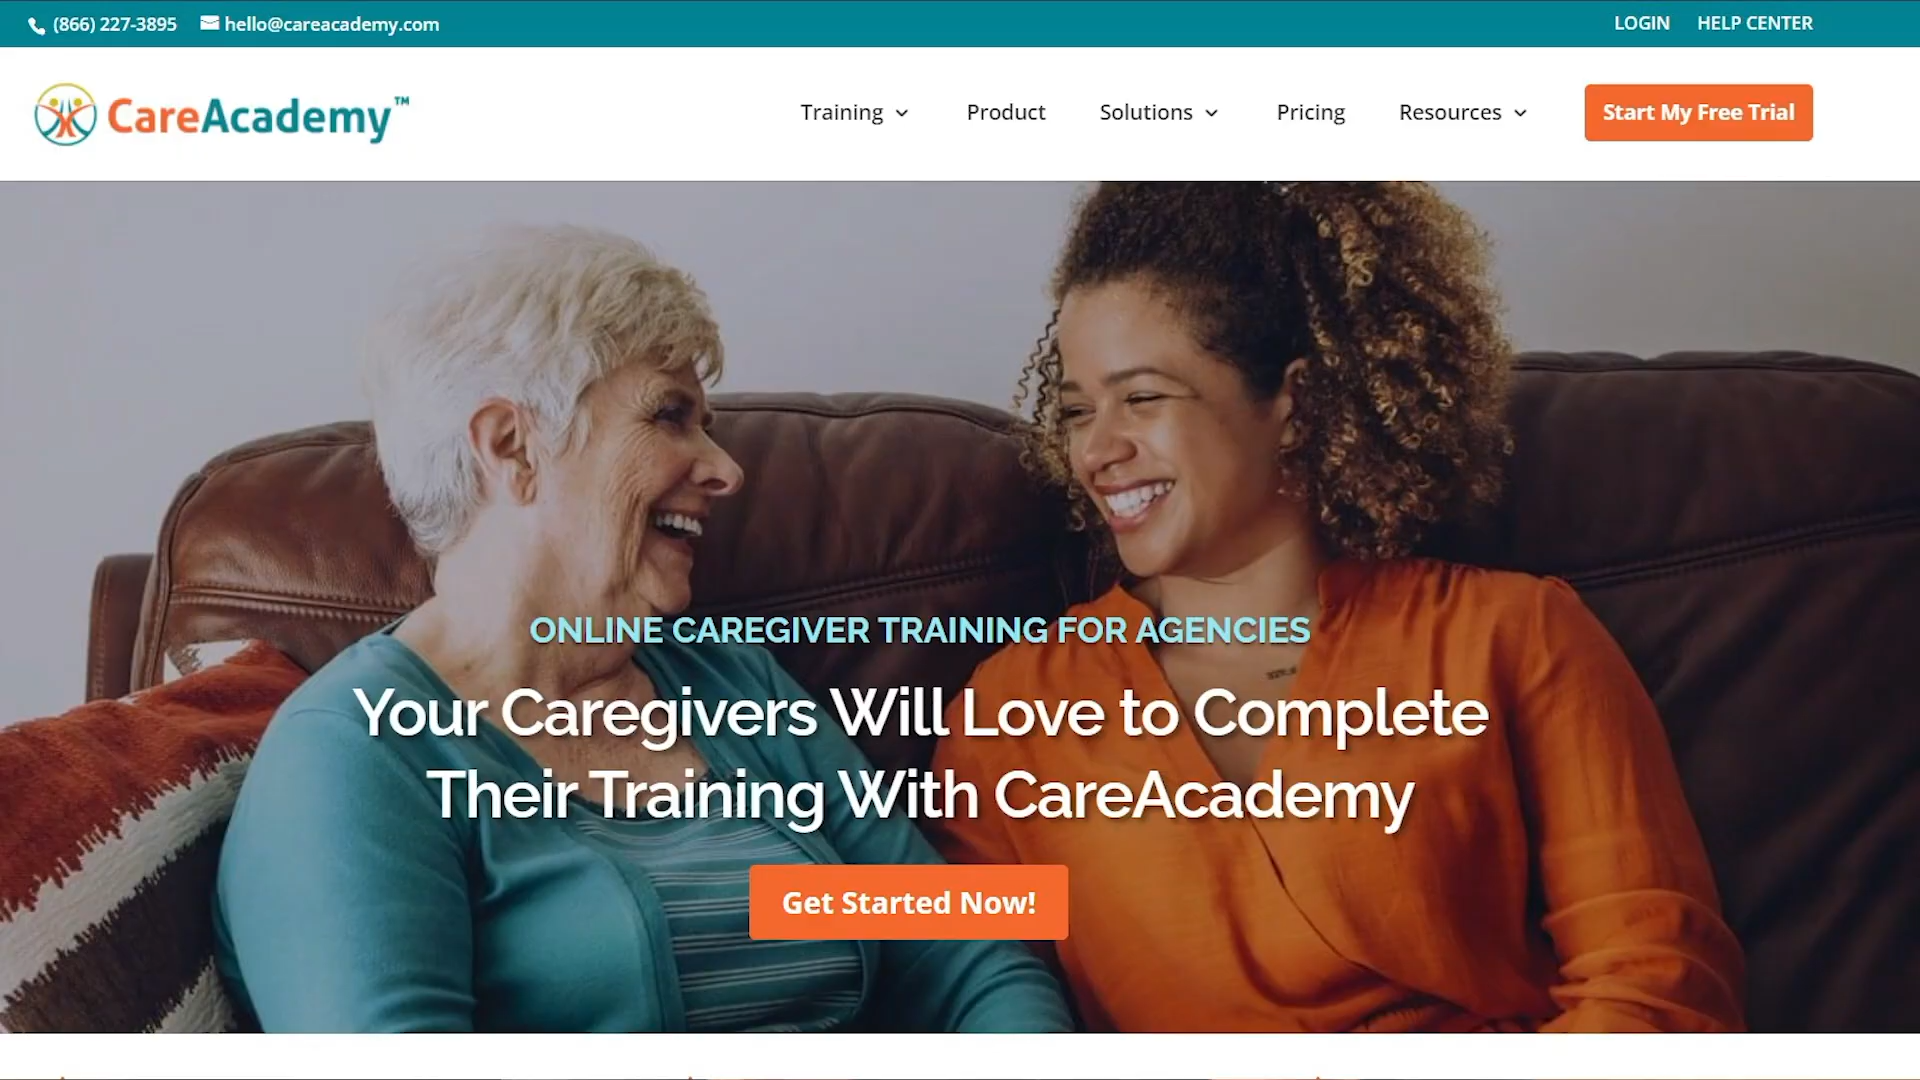 (866) 227-3895 hello@careacademy.com LOGIN HELP CENTER
CareAcademy™ Training Product Solutions Pricing Resources Start My Free Trial
ONLINE CAREGIVER TRAINING FOR AGENCIES
Your Caregivers Will Love to Complete
Their Training With CareAcademy
Get Started Now!